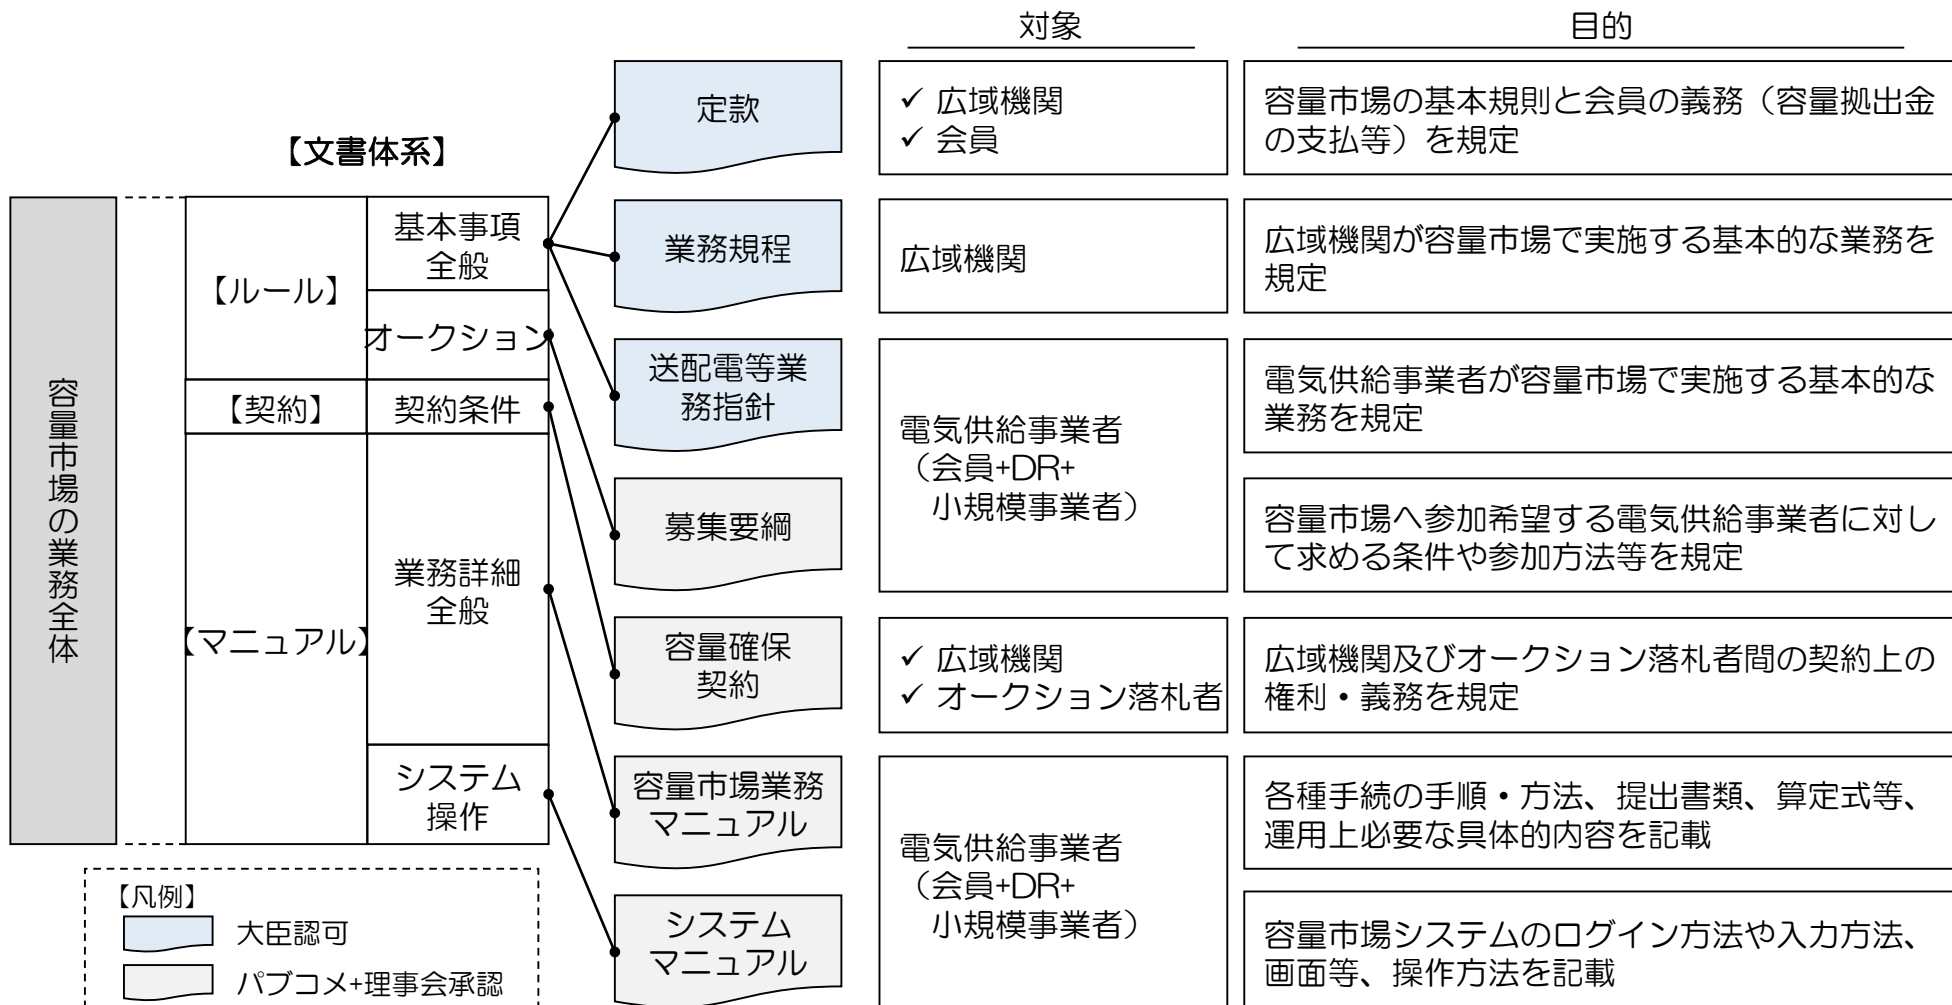 対象
目的
【文書体系】
容量市場の業務全体
【ルール】
基本事項
全般
オークション
【契約】
契約条件
【マニュアル】
業務詳細
全般
システム
操作
定款
✓ 広域機関
✓ 会員
容量市場の基本規則と会員の義務（容量拠出金
の支払等）を規定
業務規程
広域機関
広域機関が容量市場で実施する基本的な業務を
規定
送配電等業
務指針
電気供給事業者
（会員+DR+
小規模事業者）
電気供給事業者が容量市場で実施する基本的な
業務を規定
募集要綱
容量市場へ参加希望する電気供給事業者に対し
て求める条件や参加方法等を規定
容量確保
契約
✓ 広域機関
✓ オークション落札者
広域機関及びオークション落札者間の契約上の
権利・義務を規定
容量市場業務
マニュアル
電気供給事業者
（会員+DR+
小規模事業者）
各種手続の手順・方法、提出書類、算定式等、
運用上必要な具体的内容を記載
システム
マニュアル
容量市場システムのログイン方法や入力方法、
画面等、操作方法を記載
【凡例】
大臣認可
パブコメ+理事会承認